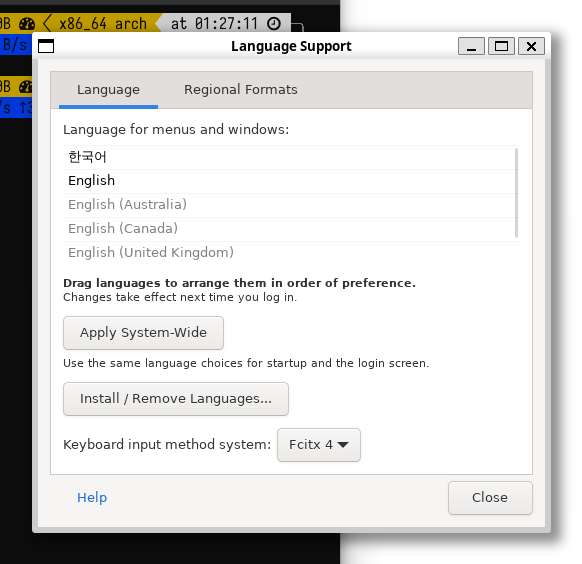 0B x86_64 arch at 01:27:11
B/s
Language Support
0B
/s ↑3
Language Regional Formats
Language for menus and windows:
한국어
English
English (Australia)
English (Canada)
English (United Kingdom)
Drag languages to arrange them in order of preference.
Changes take effect next time you log in.
Apply System-Wide
Use the same language choices for startup and the login screen.
Install / Remove Languages...
Keyboard input method system: Fcitx 4
Help Close